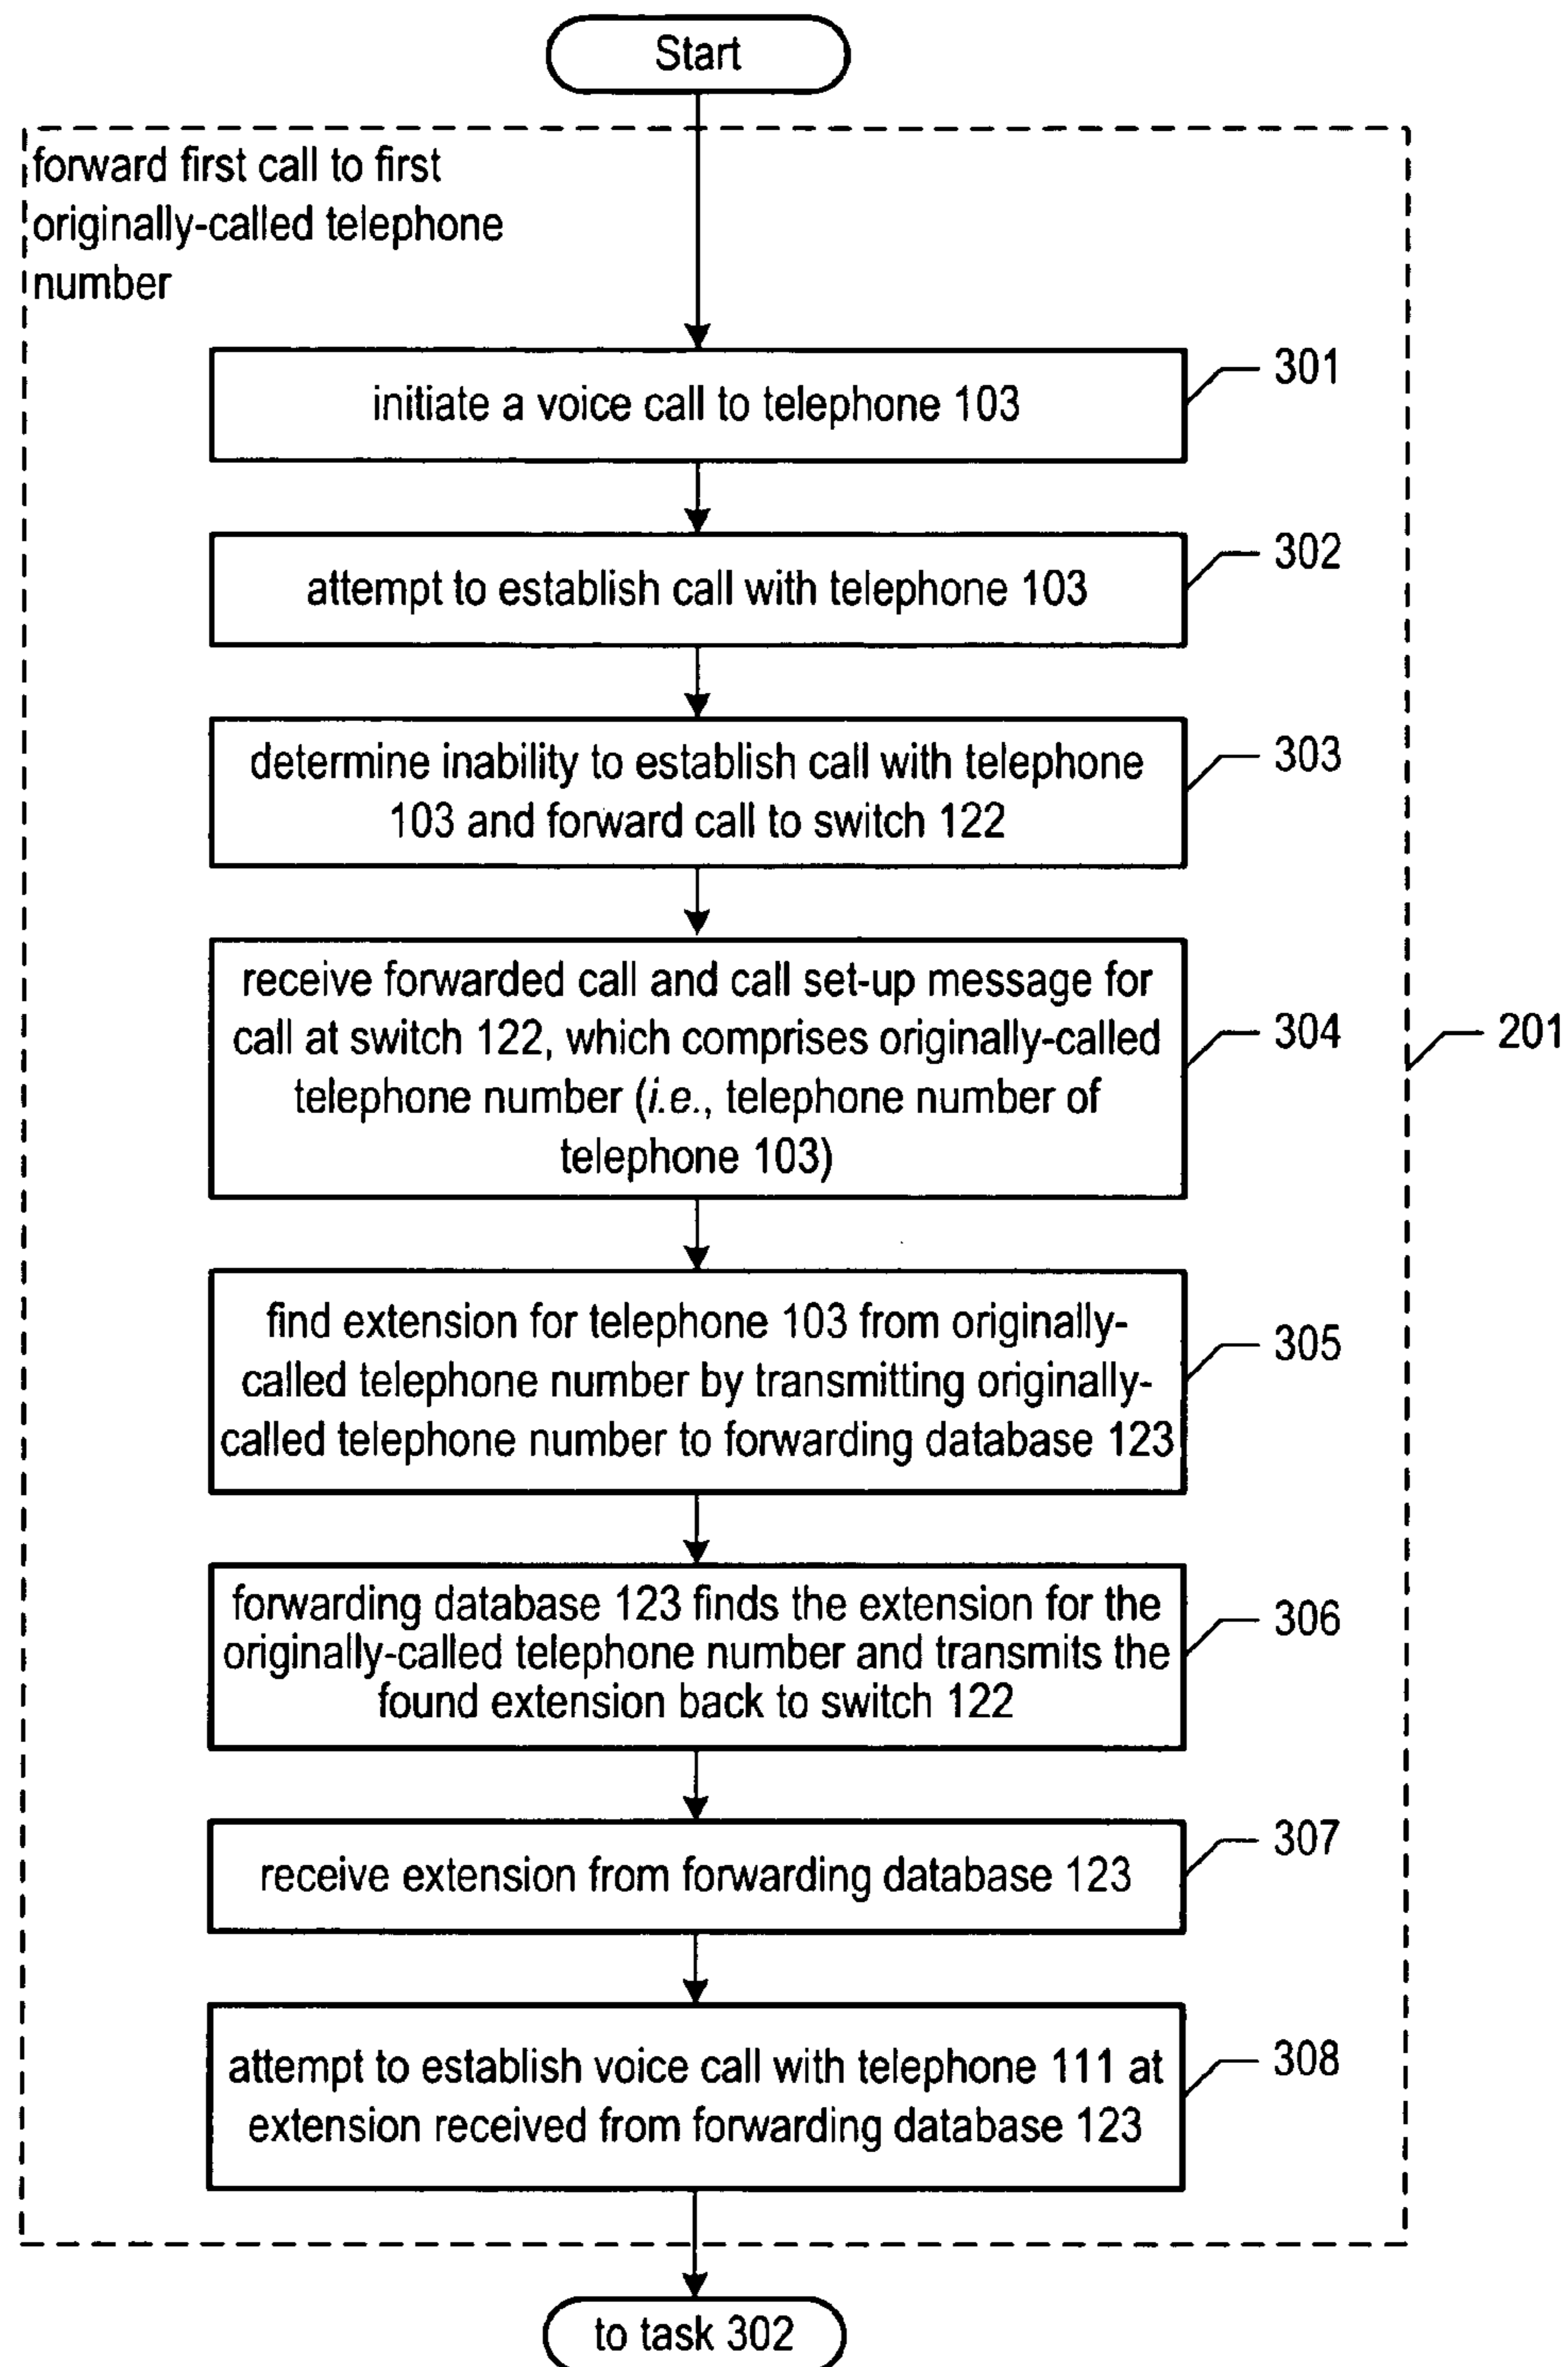 Start
forward first call to first
originally-called telephone
number
initiate a voice call to telephone 103
301
attempt to establish call with telephone 103
302
determine inability to establish call with telephone
103 and forward call to switch 122
303
receive forwarded call and call set-up message for
call at switch 122, which comprises originally-called
telephone number (i.e., telephone number of
telephone 103)
304
201
find extension for telephone 103 from originally-
called telephone number by transmitting originally-
called telephone number to forwarding database 123
305
forwarding database 123 finds the extension for the
originally-called telephone number and transmits the
found extension back to switch 122
306
receive extension from forwarding database 123
307
attempt to establish voice call with telephone 111 at
extension received from forwarding database 123
308
to task 302